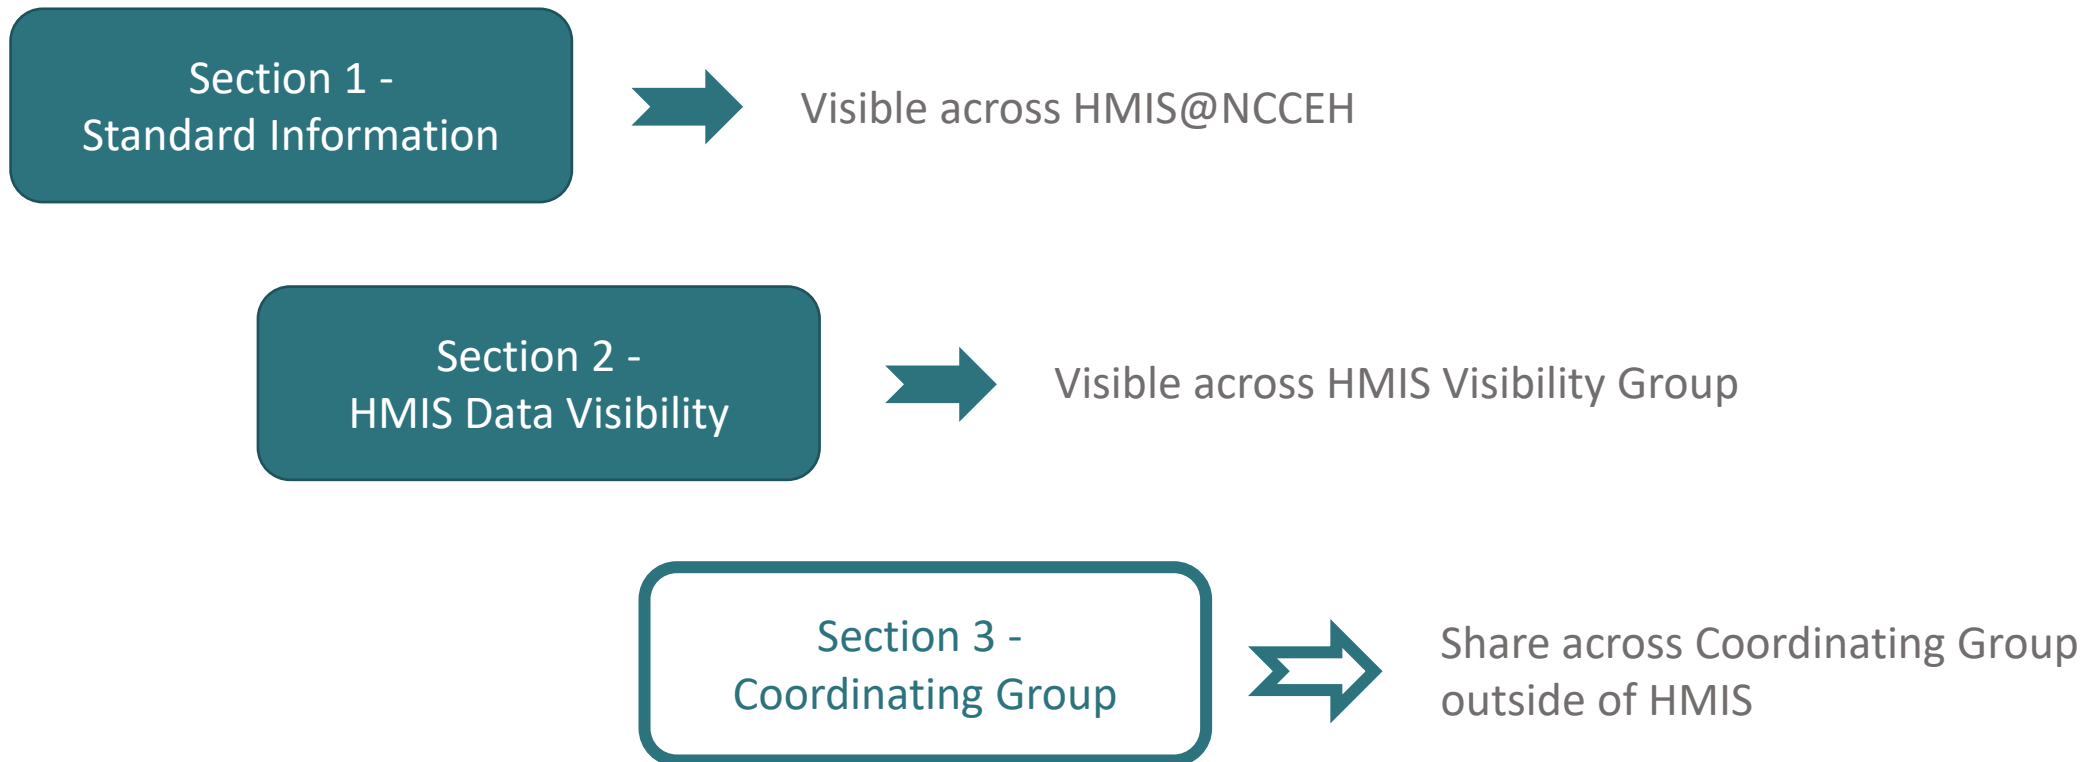 Section 1 -
Standard Information
Visible across HMIS@NCCEH
Section 2 -
HMIS Data Visibility
Visible across HMIS Visibility Group
Section 3 -
Coordinating Group
Share across Coordinating Group
outside of HMIS